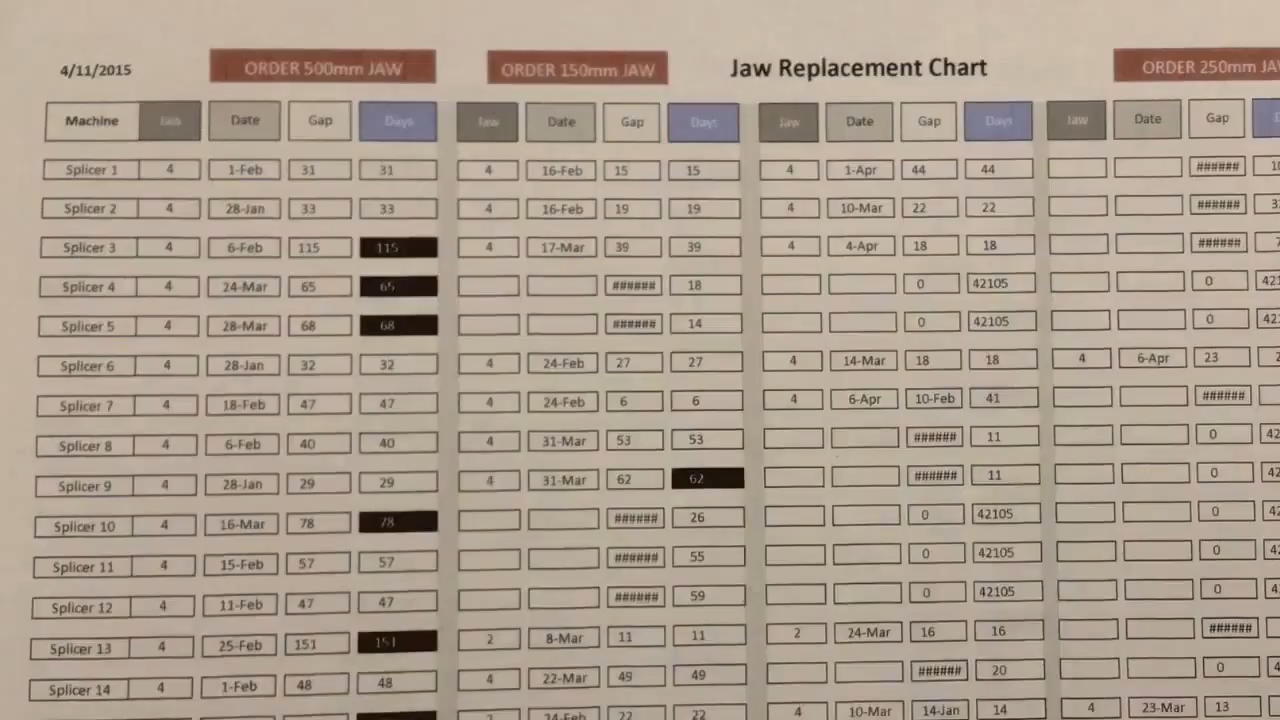 4/11/2015 ORDER 500mm JAW ORDER 150mm JAW Jaw Replacement Chart ORDER 250mm
Machine Jaw Date Gap Days Jaw Date Gap Days Jaw Date Gap Days Jaw Date Gap
Splicer 1 4 1-Feb 31 31 4 16-Feb 15 15 4 1-Apr 44 44 ######
Splicer 2 4 28-Jan 33 33 4 16-Feb 19 19 4 10-Mar 22 22 ######
Splicer 3 4 6-Feb 115 115 4 17-Mar 39 39 4 4-Apr 18 18 ######
Splicer 4 4 24-Mar 65 65 ###### 18 0 42105 0
Splicer 5 4 28-Mar 68 68 ###### 14 0 42105 0
Splicer 6 4 28-Jan 32 32 4 24-Feb 27 27 4 14-Mar 18 18 4 6-Apr 23
Splicer 7 4 18-Feb 47 47 4 24-Feb 6 6 4 6-Apr 10-Feb 41 ######
Splicer 8 4 6-Feb 40 40 4 31-Mar 53 53 ###### 11 0
Splicer 9 4 28-Jan 29 29 4 31-Mar 62 62 ###### 11 0
Splicer 10 4 16-Mar 78 78 ###### 26 0 42105 0
Splicer 11 4 15-Feb 57 57 ###### 55 0 42105 0
Splicer 12 4 11-Feb 47 47 ###### 59 0 42105 0
Splicer 13 4 25-Feb 151 151 2 8-Mar 11 11 2 24-Mar 16 16 ######
Splicer 14 4 1-Feb 48 48 4 22-Mar 49 49 ###### 20 0
2 24-Feb 22 22 4 10-Mar 14-Jan 14 4 23-Mar 13